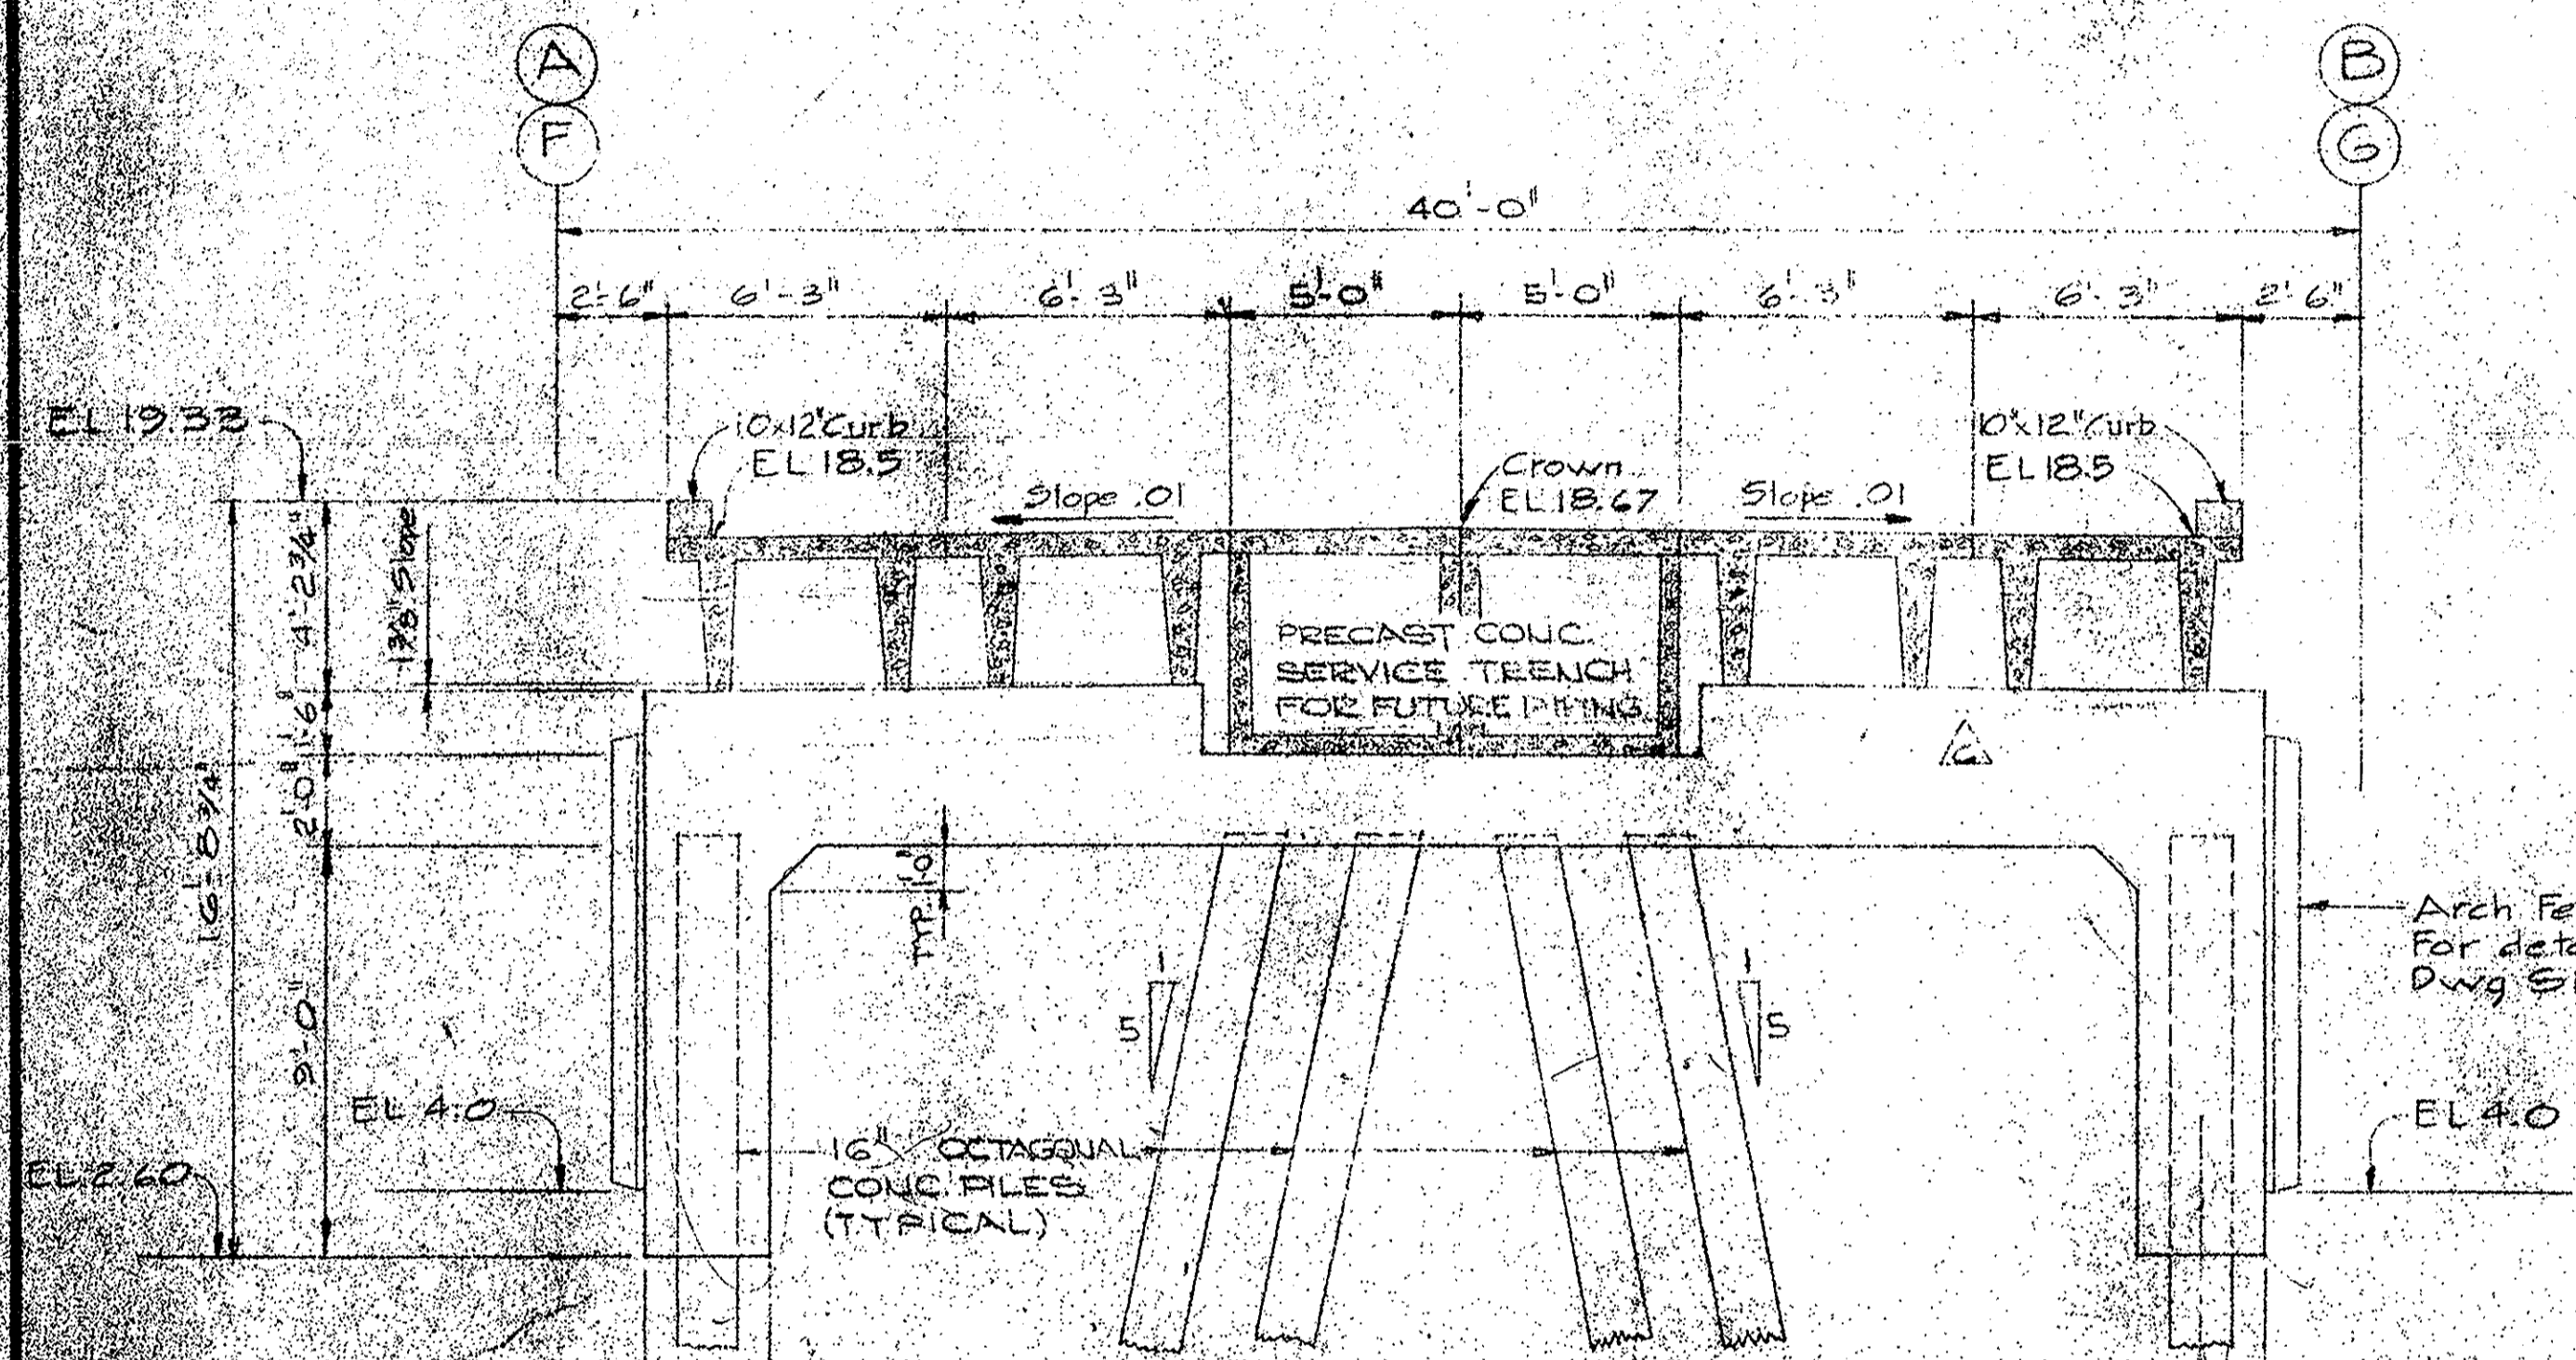 A
F
B
G
40'-0"
2'-6"
6'-3"
6'-3"
5'-0"
5'-0"
6'-3"
6'-3"
2'6"
EL 19.33
10x12"Curb
EL 18.5
Slope .01
Crown
EL 18.67
Slope .01
10"x12"Curb
EL 18.5
4'-2 3/4"
1 3/8" Slope
PRECAST CONC.
SERVICE TRENCH
FOR FUTURE PIPING
1'-6"
2'-0"
16'-8 3/4"
9'-0"
TYP. 1'0"
Arch Fe
For deta
Dwg
1
5
1
5
EL 4.0
16" OCTAGONAL
CONC. PILES
(TYPICAL)
EL 4.0
EL 2.60